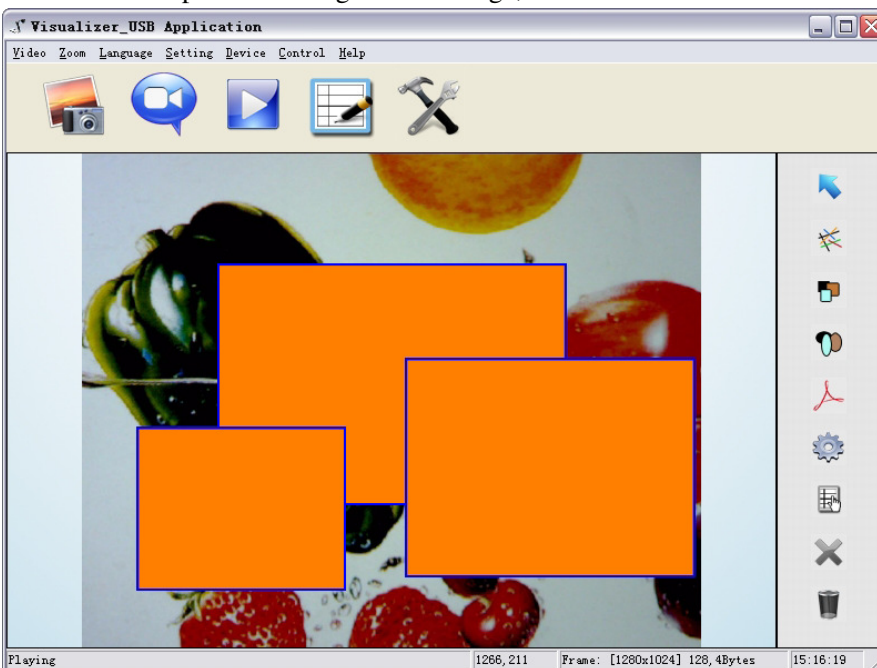 Visualizer_USB Application
Video Zoom Language Setting Device Control Help
Playing 1266,211 Frame: [1280x1024] 128,4Bytes 15:16:19